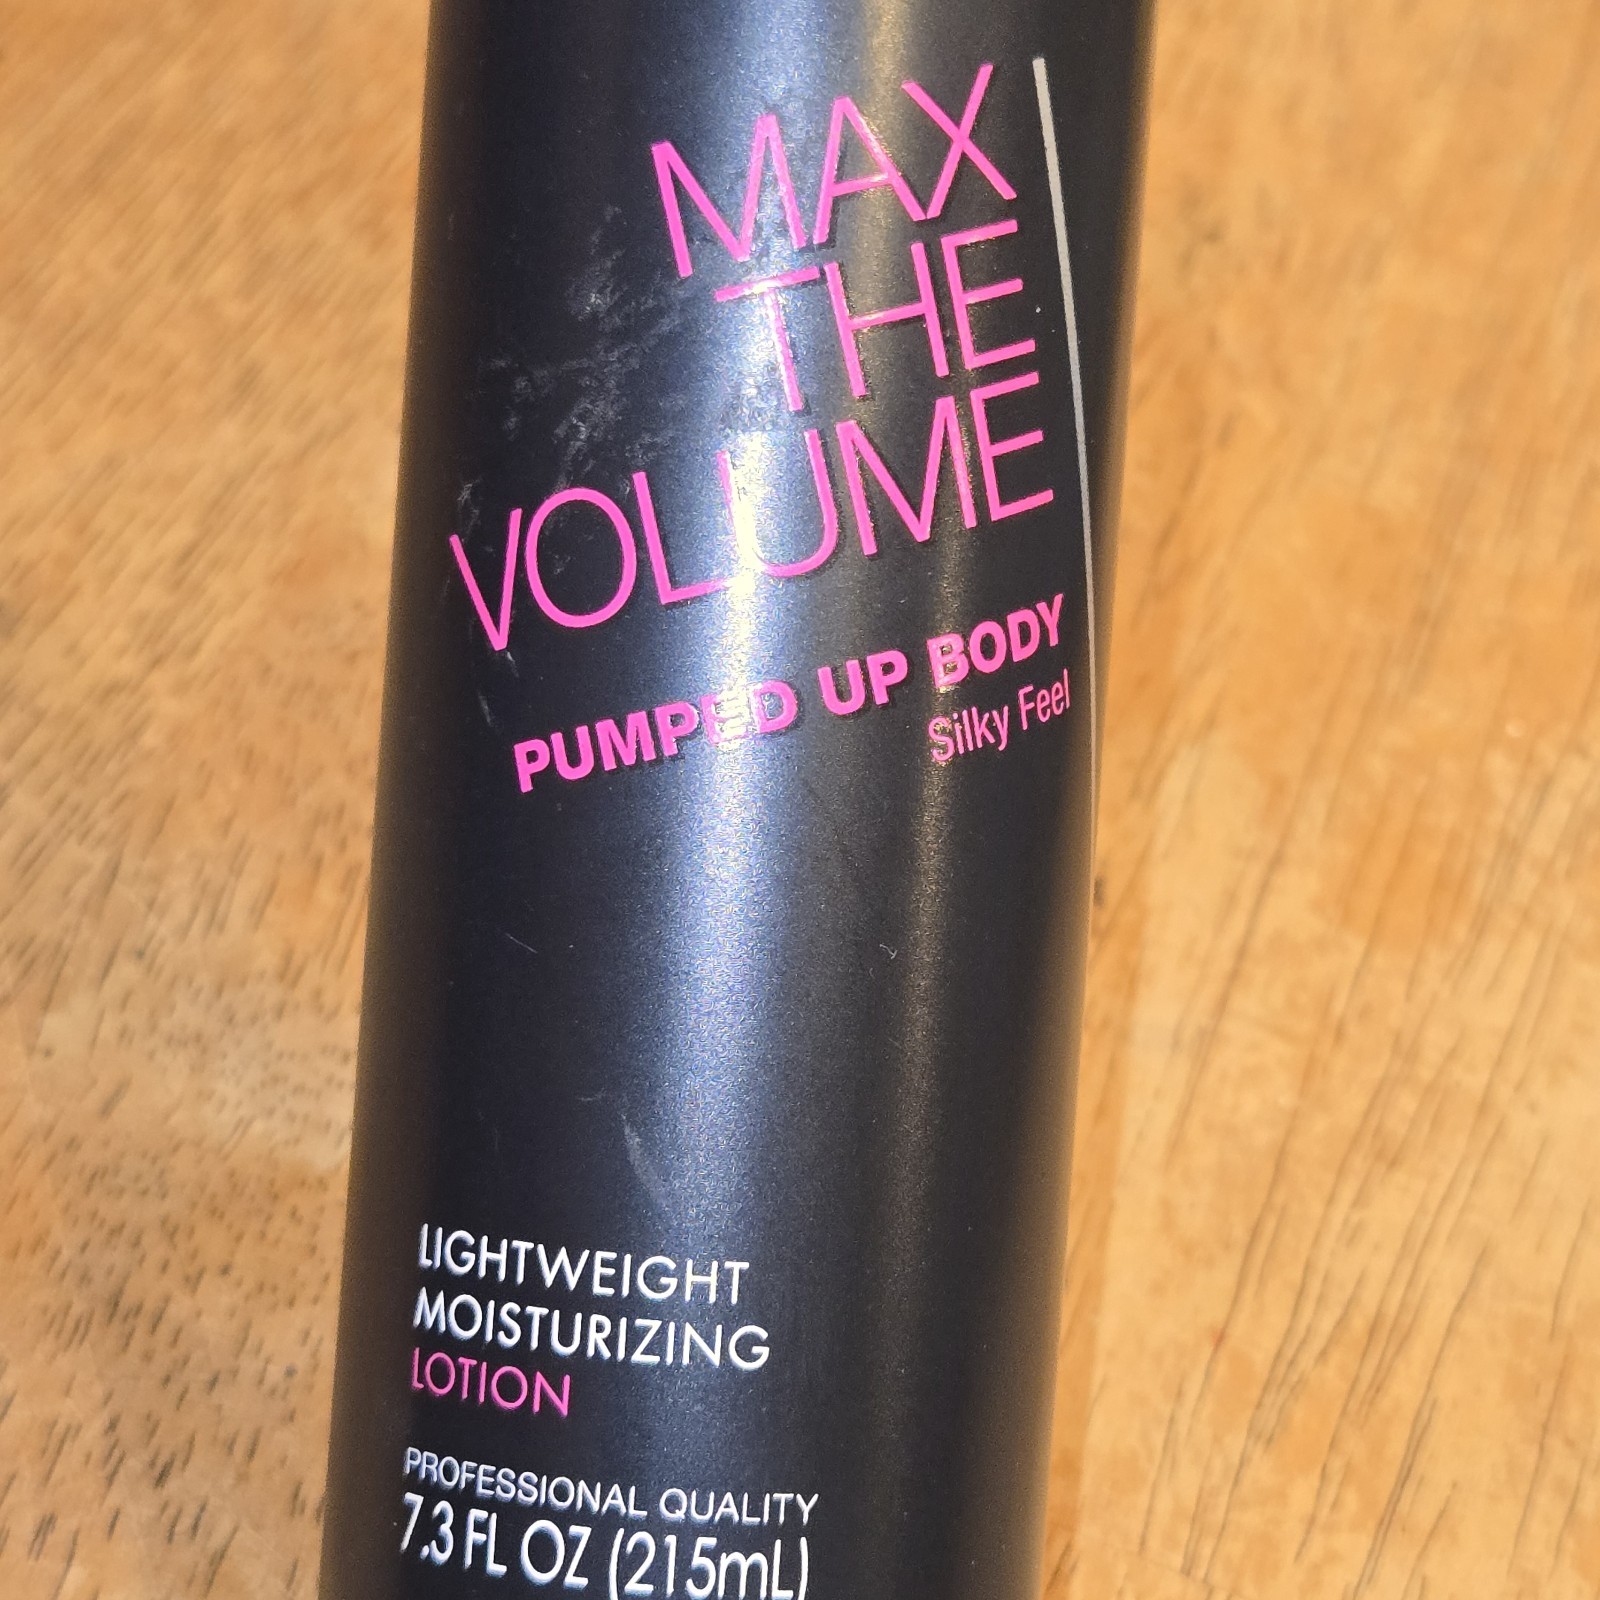 MAX
THE
VOLUME
PUMPED UP BODY
Silky Feel
LIGHTWEIGHT
MOISTURIZING
LOTION
PROFESSIONAL QUALITY
7.3 FL OZ (215mL)